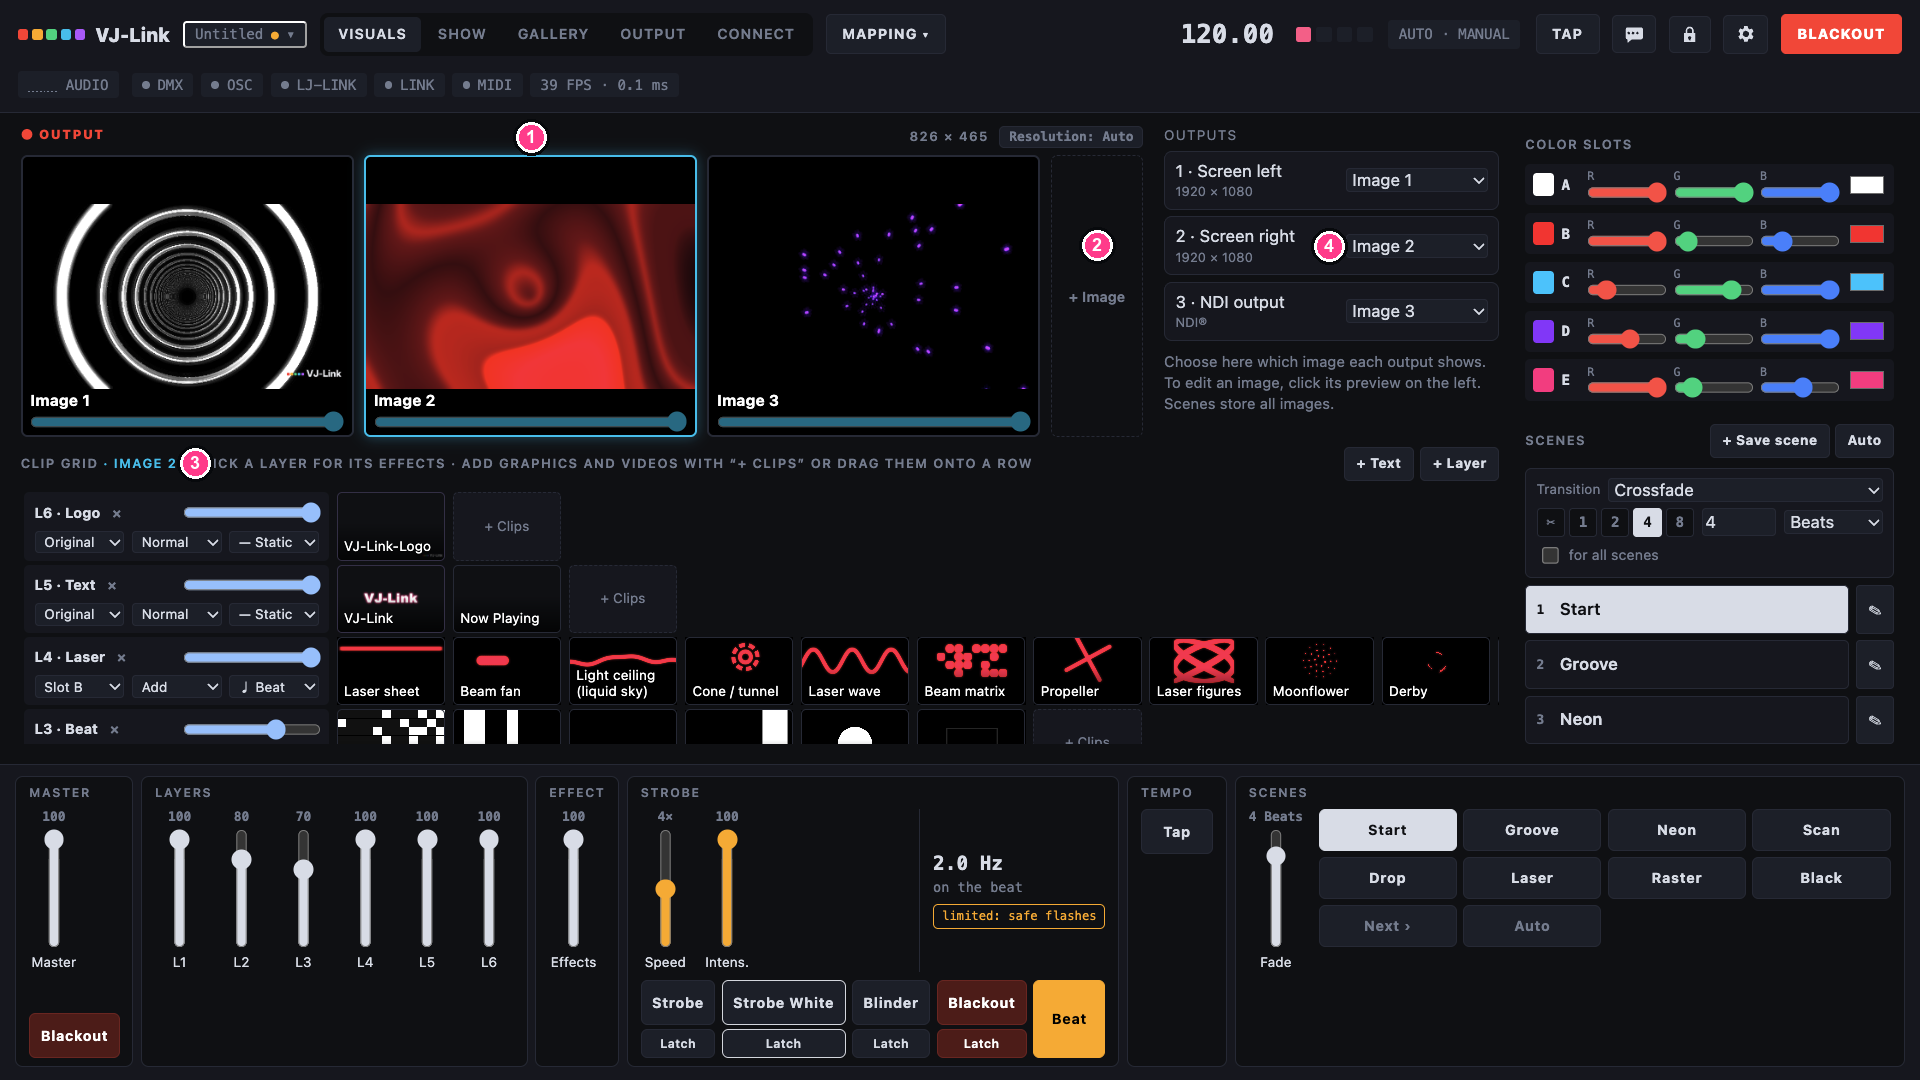 VJ-Link Untitled VISUALS SHOW GALLERY OUTPUT CONNECT MAPPING 120.00 AUTO · MANUAL TAP BLACKOUT
AUDIO DMX OSC LJ-LINK LINK MIDI 39 FPS · 0.1 ms
OUTPUT 1 826 × 465 Resolution: Auto
VJ-Link
Image 1
Image 2
Image 3
2
+ Image
OUTPUTS
1 · Screen left
1920 × 1080
Image 1
2 · Screen right
1920 × 1080
4
Image 2
3 · NDI output
NDI®
Image 3
Choose here which image each output shows.
To edit an image, click its preview on the left.
Scenes store all images.
COLOR SLOTS
A R G B
B R G B
C R G B
D R G B
E R G B
CLIP GRID · IMAGE 2 3 ICK A LAYER FOR ITS EFFECTS · ADD GRAPHICS AND VIDEOS WITH “+ CLIPS” OR DRAG THEM ONTO A ROW
+ Text + Layer
L6 · Logo ×
Original Normal — Static
VJ-Link-Logo
+ Clips
L5 · Text ×
Original Normal — Static
VJ-Link
VJ-Link
Now Playing
+ Clips
L4 · Laser ×
Slot B Add ♩ Beat
Laser sheet
Beam fan
Light ceiling
(liquid sky)
Cone / tunnel
Laser wave
Beam matrix
Propeller
Laser figures
Moonflower
Derby
L3 · Beat ×
+ Clips
SCENES + Save scene Auto
Transition Crossfade
✂ 1 2 4 8 4 Beats
for all scenes
1 Start ✎
2 Groove ✎
3 Neon ✎
MASTER
100
Master
Blackout
LAYERS
100 80 70 100 100 100
L1 L2 L3 L4 L5 L6
EFFECT
100
Effects
STROBE
4× 100
Speed Intens.
2.0 Hz
on the beat
limited: safe flashes
Strobe Strobe White Blinder Blackout Beat
Latch Latch Latch Latch
TEMPO
Tap
SCENES
4 Beats
Fade
Start Groove Neon Scan
Drop Laser Raster Black
Next › Auto